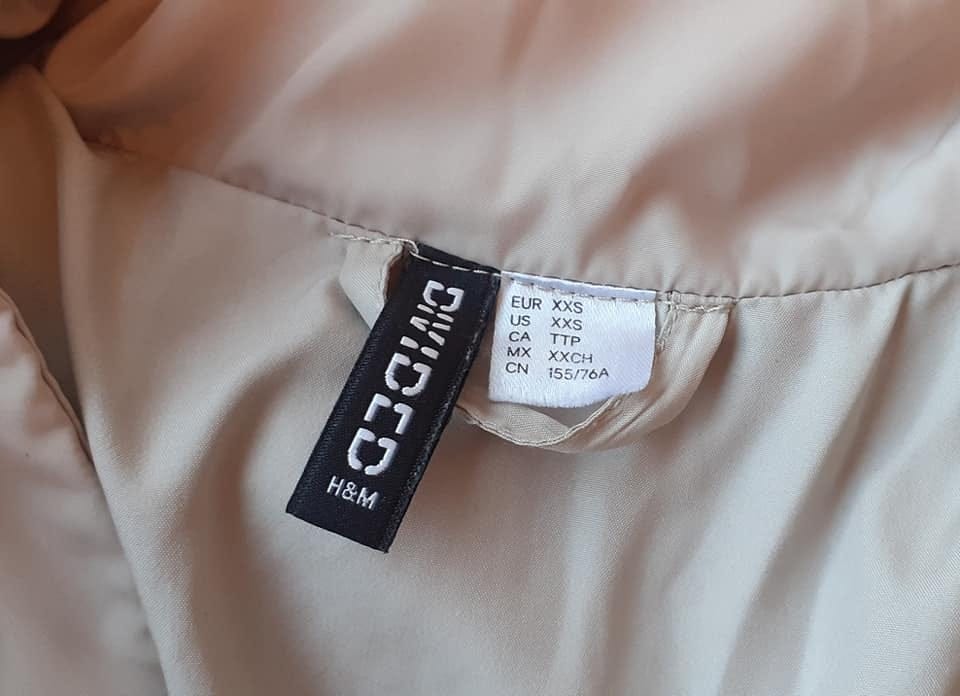 DIVIDED
H&M
EUR XXS
US XXS
CA TTP
MX XXCH
CN 155/76A